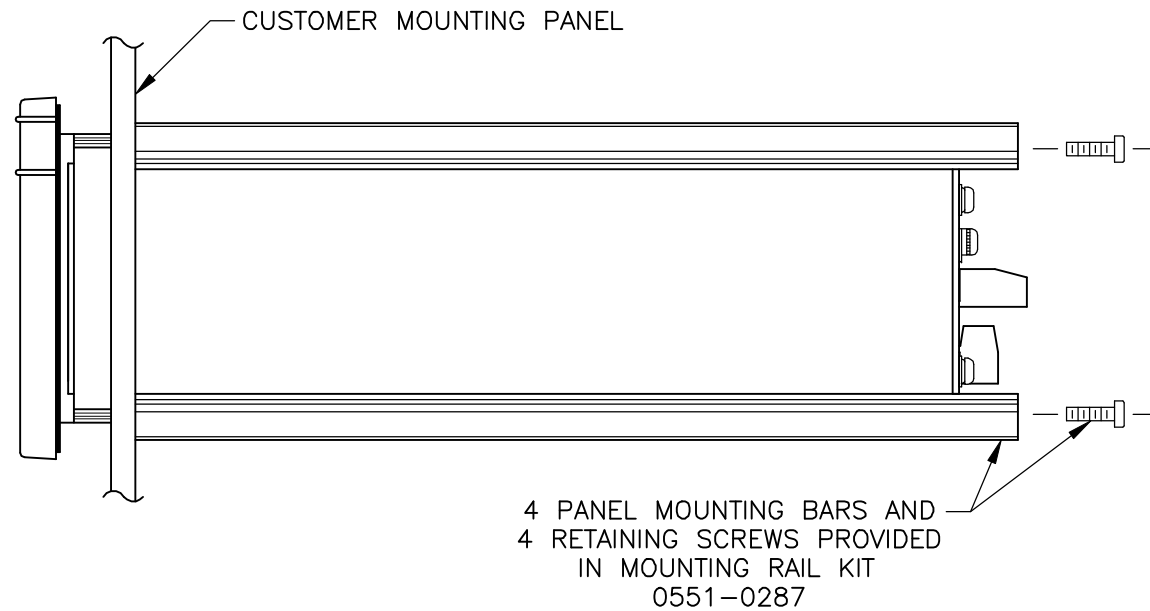 CUSTOMER MOUNTING PANEL
4 PANEL MOUNTING BARS AND
4 RETAINING SCREWS PROVIDED
IN MOUNTING RAIL KIT
0551-0287